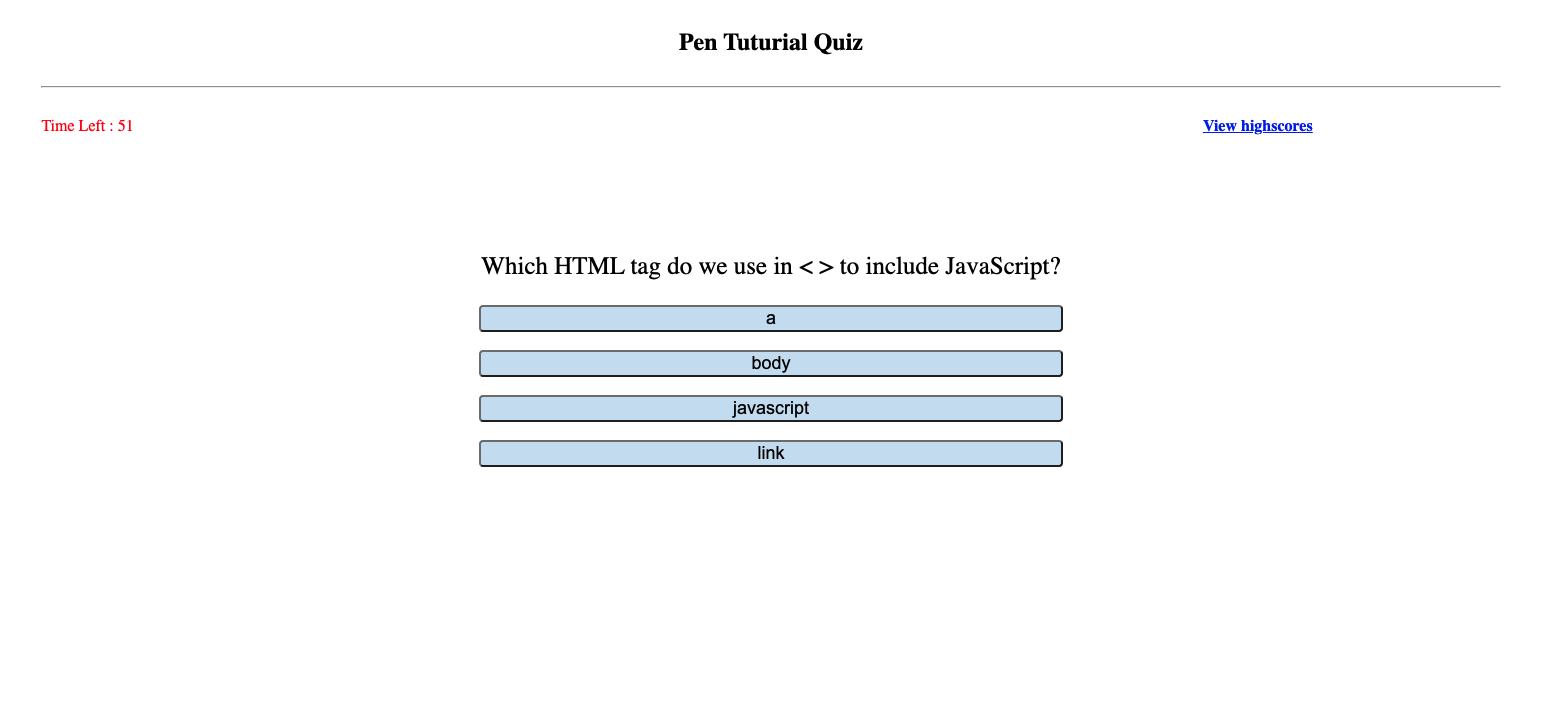 Pen Tuturial Quiz
Time Left : 51
View highscores
Which HTML tag do we use in < > to include JavaScript?
a
body
javascript
link